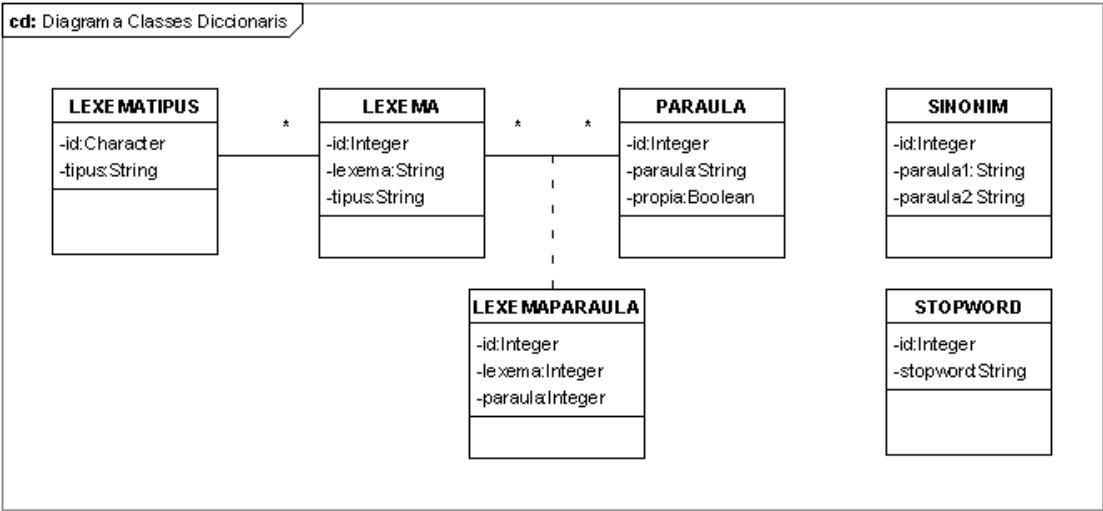 cd: Diagrama Classes Diccionaris
LEXEMATIPUS
-id:Character
-tipus:String
*
LEXEMA
-id:Integer
-lexema:String
-tipus:String
*
*
PARAULA
-id:Integer
-paraula:String
-propia:Boolean
SINONIM
-id:Integer
-paraula1:String
-paraula2:String
LEXEMAPARAULA
-id:Integer
-lexema:Integer
-paraula:Integer
STOPWORD
-id:Integer
-stopword:String